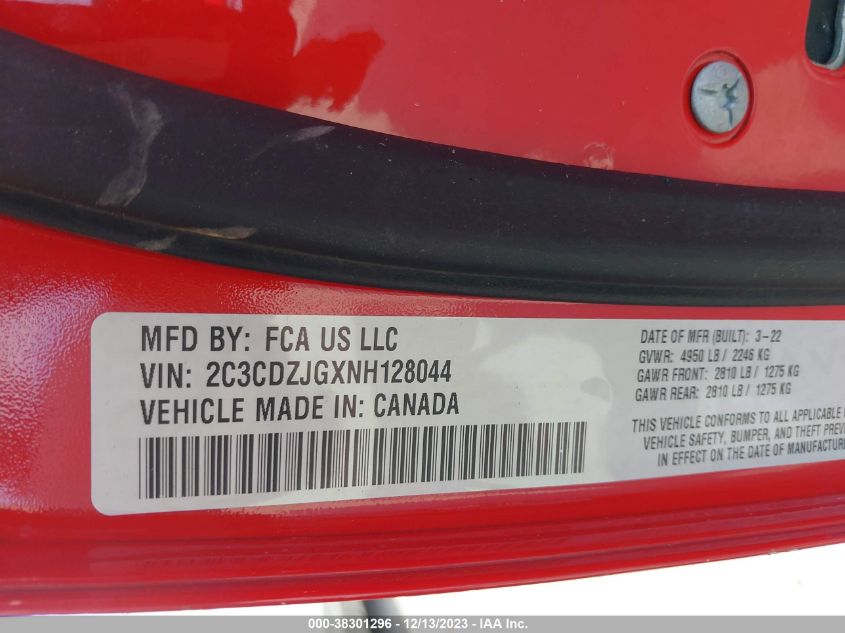 MFD BY: FCA US LLC
VIN: 2C3CDZJGXNH128044
VEHICLE MADE IN: CANADA
DATE OF MFR (BUILT): 3-22
GVWR: 4950 LB / 2246 KG
GAWR FRONT: 2810 LB / 1275 KG
GAWR REAR: 2810 LB / 1275 KG
THIS VEHICLE CONFORMS TO ALL APPLICABLE
VEHICLE SAFETY, BUMPER, AND THEFT PREV
IN EFFECT ON THE DATE OF MANUFACTUR
000-38301296 - 12/13/2023 - IAA Inc.